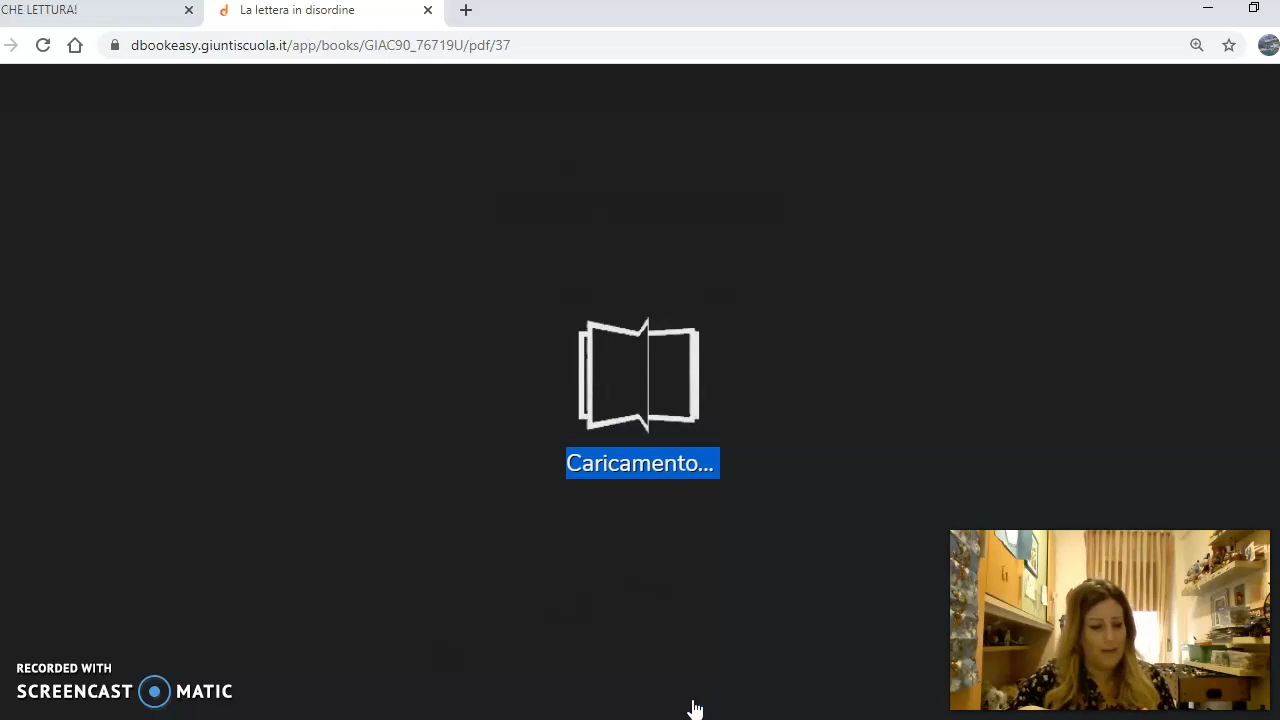 CHE LETTURA!
La lettera in disordine
dbookeasy.giuntiscuola.it/app/books/GIAC90_76719U/pdf/37
Caricamento...
RECORDED WITH
SCREENCAST MATIC